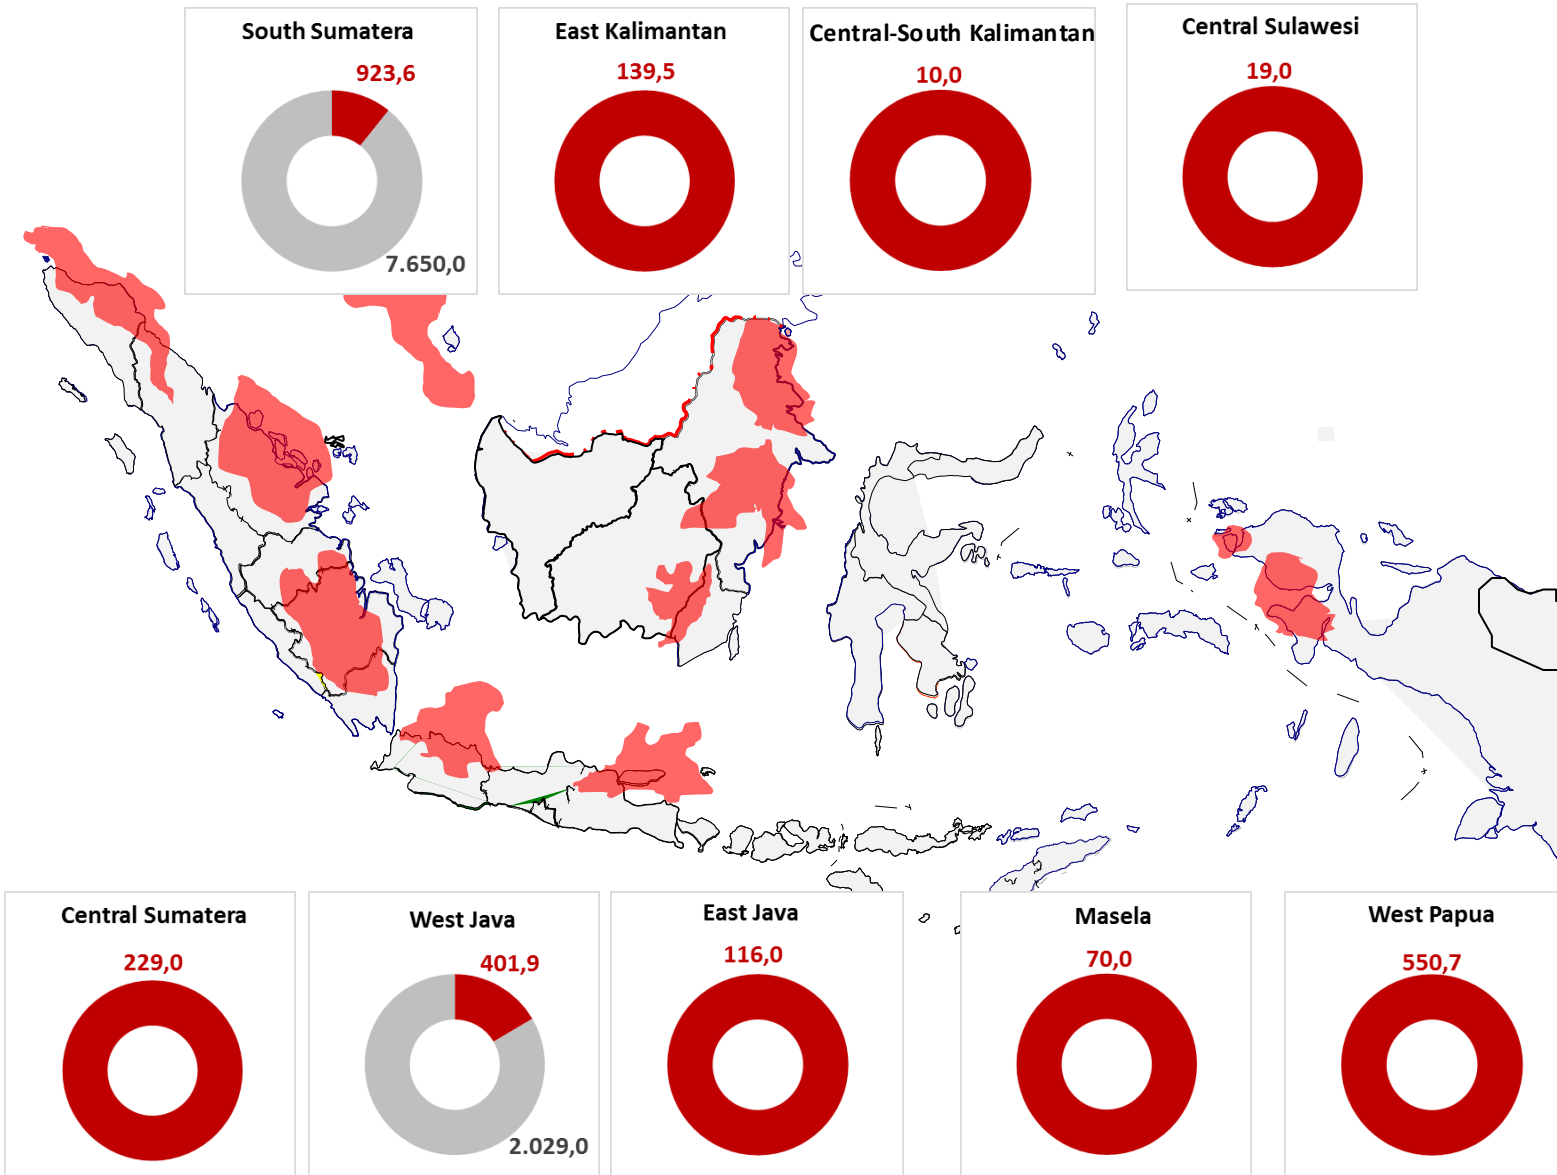 South Sumatera
923,6
7.650,0
East Kalimantan
139,5
Central-South Kalimantan
10,0
Central Sulawesi
19,0
Central Sumatera
229,0
West Java
401,9
2.029,0
East Java
116,0
Masela
70,0
West Papua
550,7